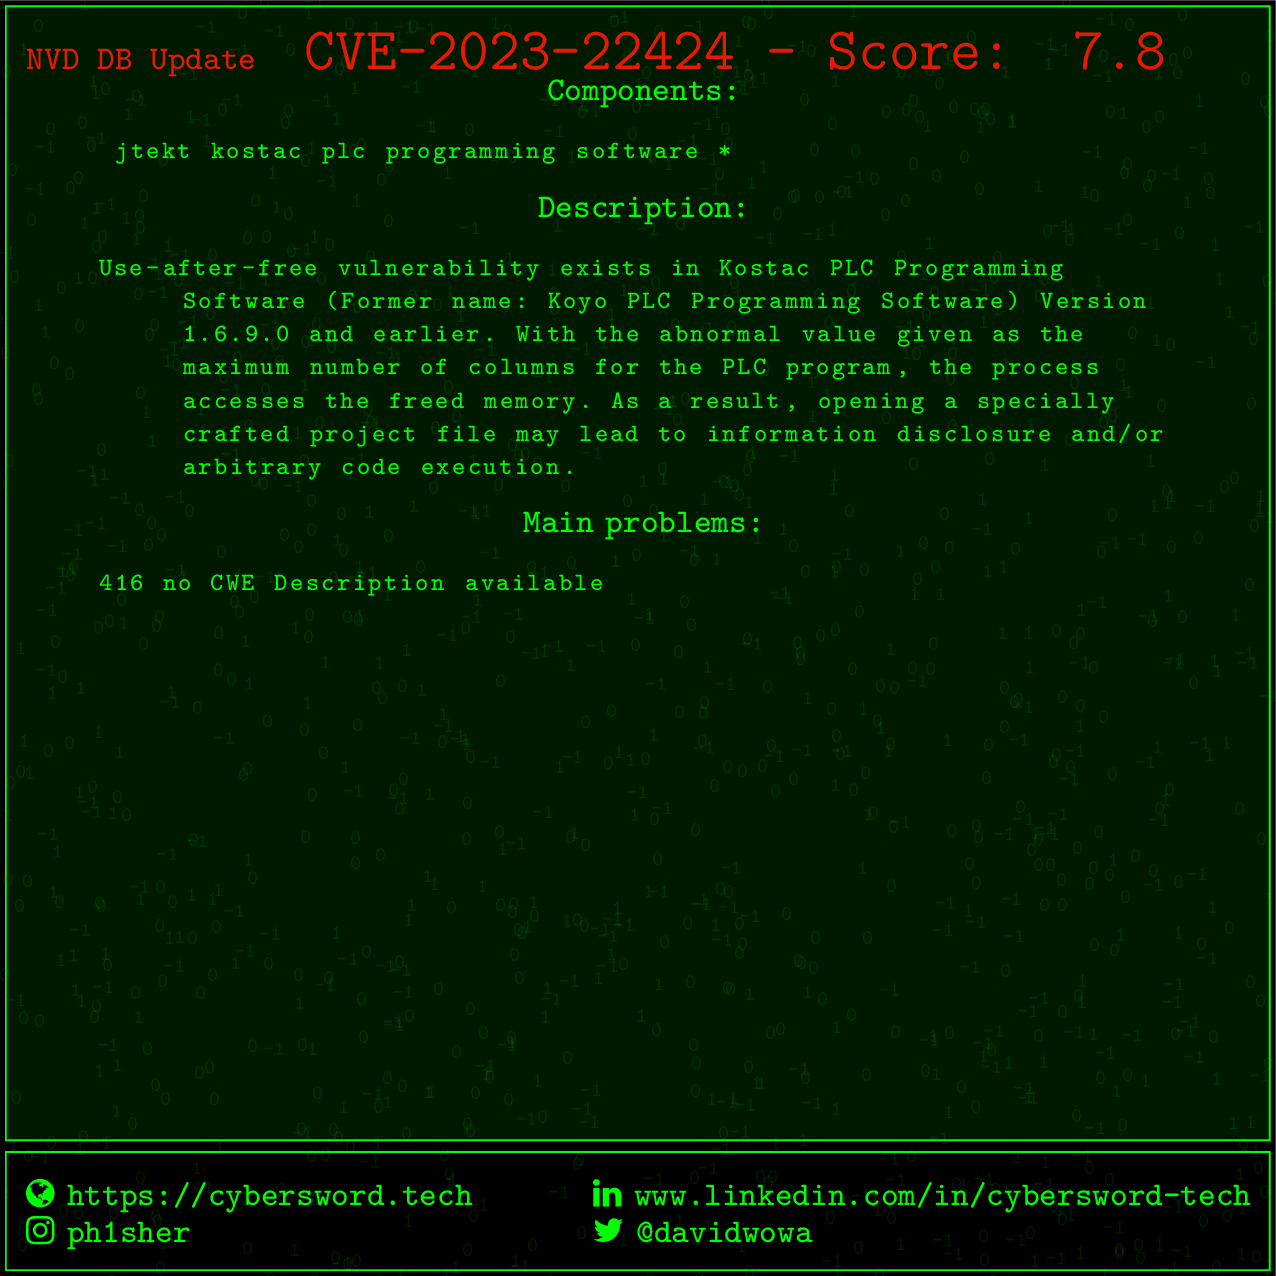 NVD DB Update CVE-2023-22424 - Score: 7.8
Components:
jtekt kostac plc programming software *
Description:
Use-after-free vulnerability exists in Kostac PLC Programming
Software (Former name: Koyo PLC Programming Software) Version
1.6.9.0 and earlier. With the abnormal value given as the
maximum number of columns for the PLC program, the process
accesses the freed memory. As a result, opening a specially
crafted project file may lead to information disclosure and/or
arbitrary code execution.
Main problems:
416 no CWE Description available
https://cybersword.tech
www.linkedin.com/in/cybersword-tech
ph1sher
@davidwowa